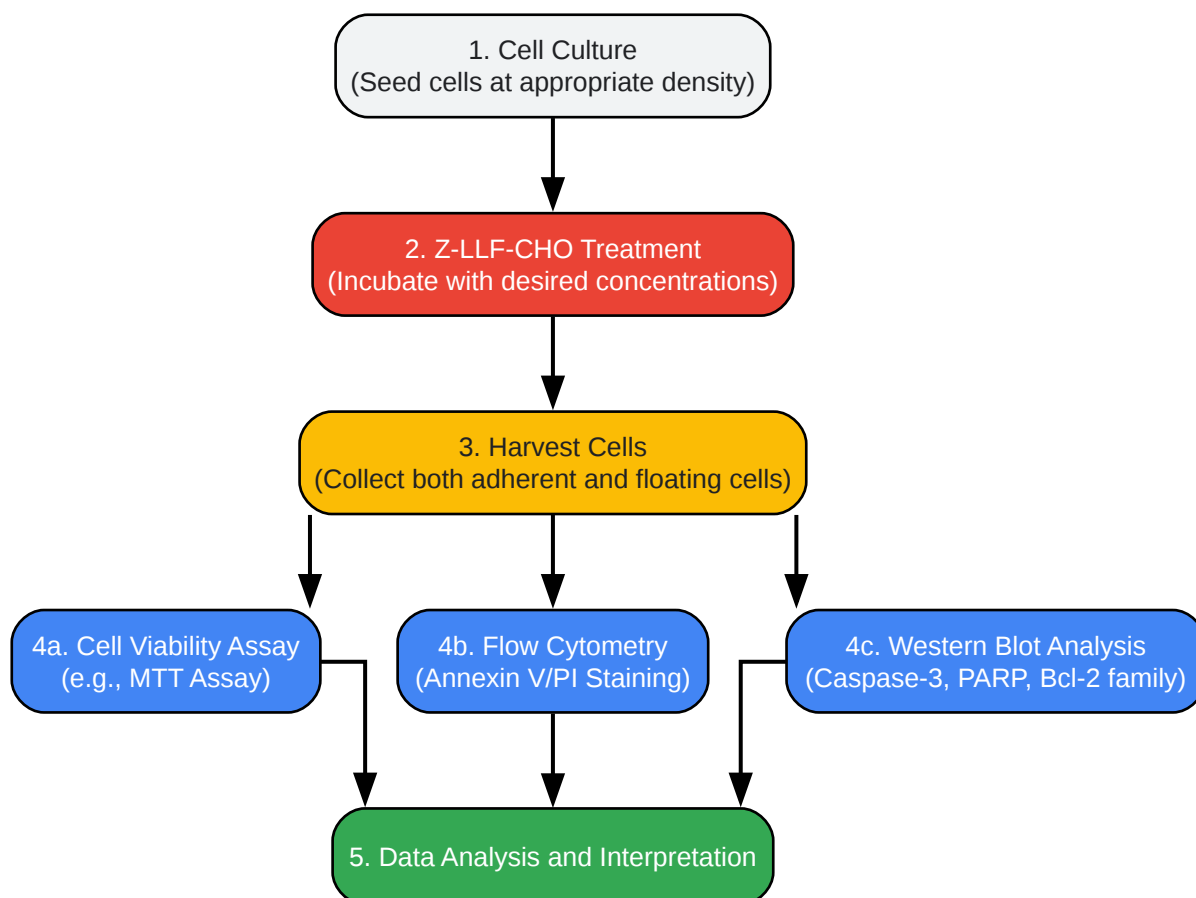 1. Cell Culture
(Seed cells at appropriate density)
2. Z-LLF-CHO Treatment
(Incubate with desired concentrations)
3. Harvest Cells
(Collect both adherent and floating cells)
4a. Cell Viability Assay
(e.g., MTT Assay)
4b. Flow Cytometry
(Annexin V/PI Staining)
4c. Western Blot Analysis
(Caspase-3, PARP, Bcl-2 family)
5. Data Analysis and Interpretation